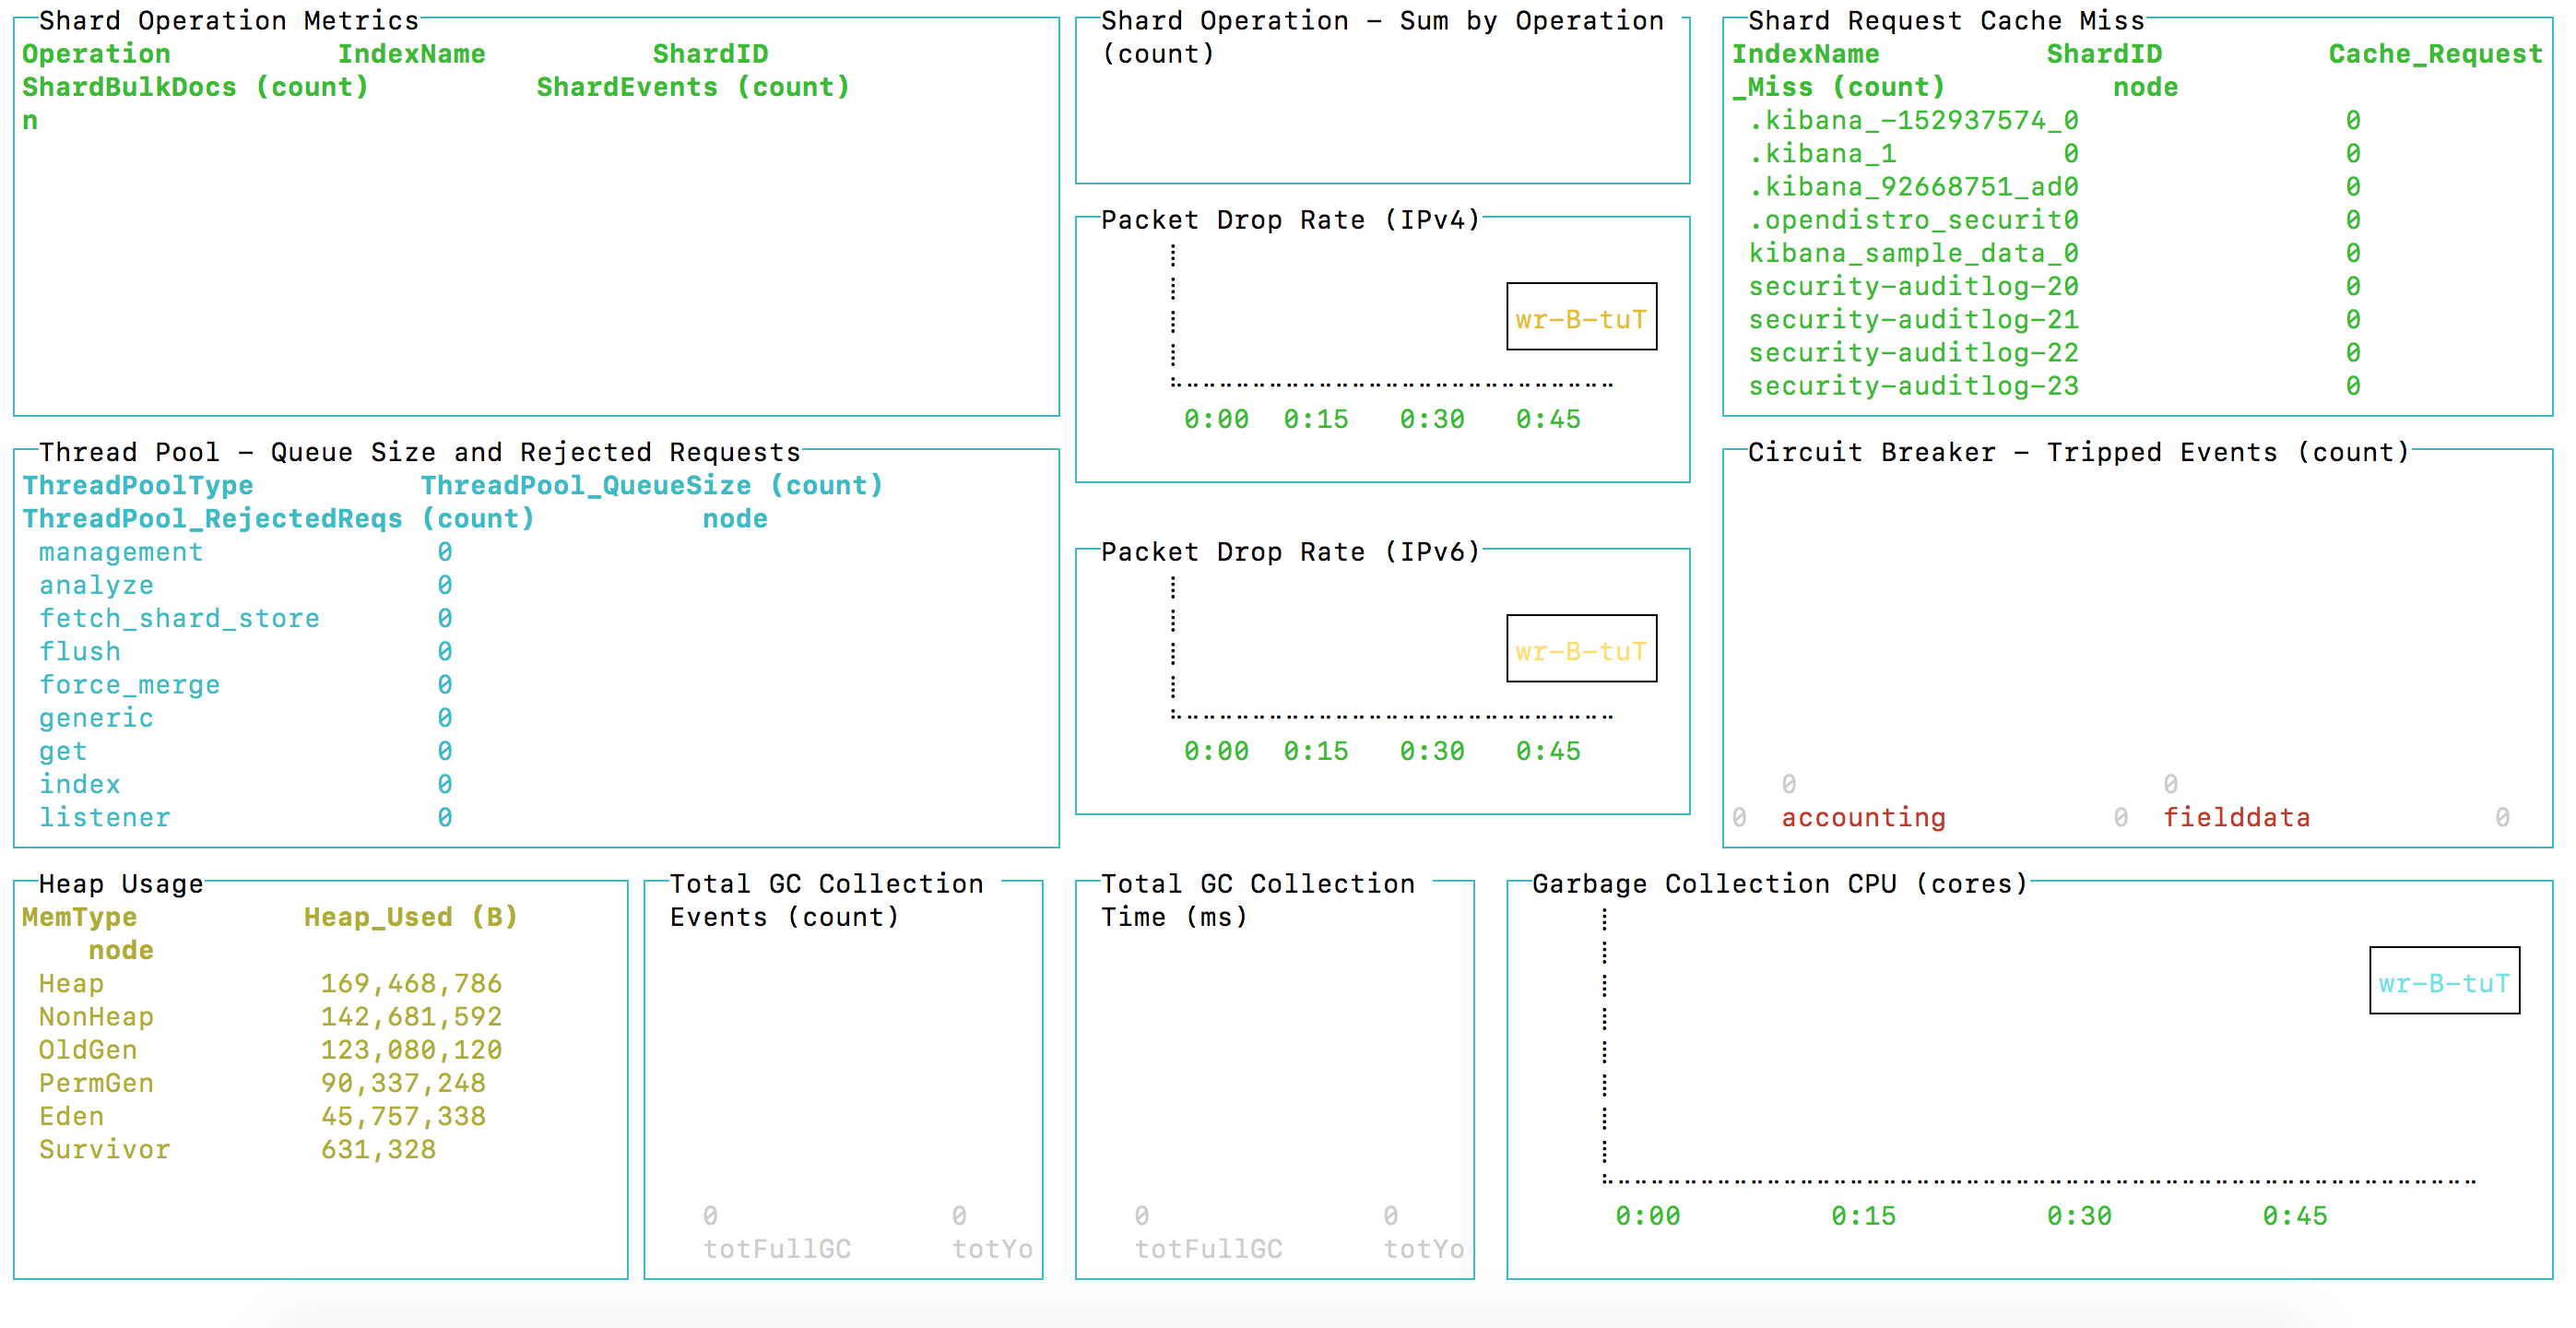 Shard Operation Metrics
Operation IndexName ShardID
ShardBulkDocs (count) ShardEvents (count)
n
Shard Operation – Sum by Operation
(count)
Shard Request Cache Miss
IndexName ShardID Cache_Request
_Miss (count) node
.kibana_-152937574_0 0
.kibana_1 0 0
.kibana_92668751_ad0 0
.opendistro_securit0 0
kibana_sample_data_0 0
security-auditlog-20 0
security-auditlog-21 0
security-auditlog-22 0
security-auditlog-23 0
Packet Drop Rate (IPv4)
wr-B-tuT
0:00 0:15 0:30 0:45
Thread Pool – Queue Size and Rejected Requests
ThreadPoolType ThreadPool_QueueSize (count)
ThreadPool_RejectedReqs (count) node
management 0
analyze 0
fetch_shard_store 0
flush 0
force_merge 0
generic 0
get 0
index 0
listener 0
Packet Drop Rate (IPv6)
wr-B-tuT
0:00 0:15 0:30 0:45
Circuit Breaker – Tripped Events (count)
0 0
0 accounting 0 fielddata 0
Heap Usage
MemType Heap_Used (B)
node
Heap 169,468,786
NonHeap 142,681,592
OldGen 123,080,120
PermGen 90,337,248
Eden 45,757,338
Survivor 631,328
Total GC Collection
Events (count)
0 0
totFullGC totYo
Total GC Collection
Time (ms)
0 0
totFullGC totYo
Garbage Collection CPU (cores)
wr-B-tuT
0:00 0:15 0:30 0:45